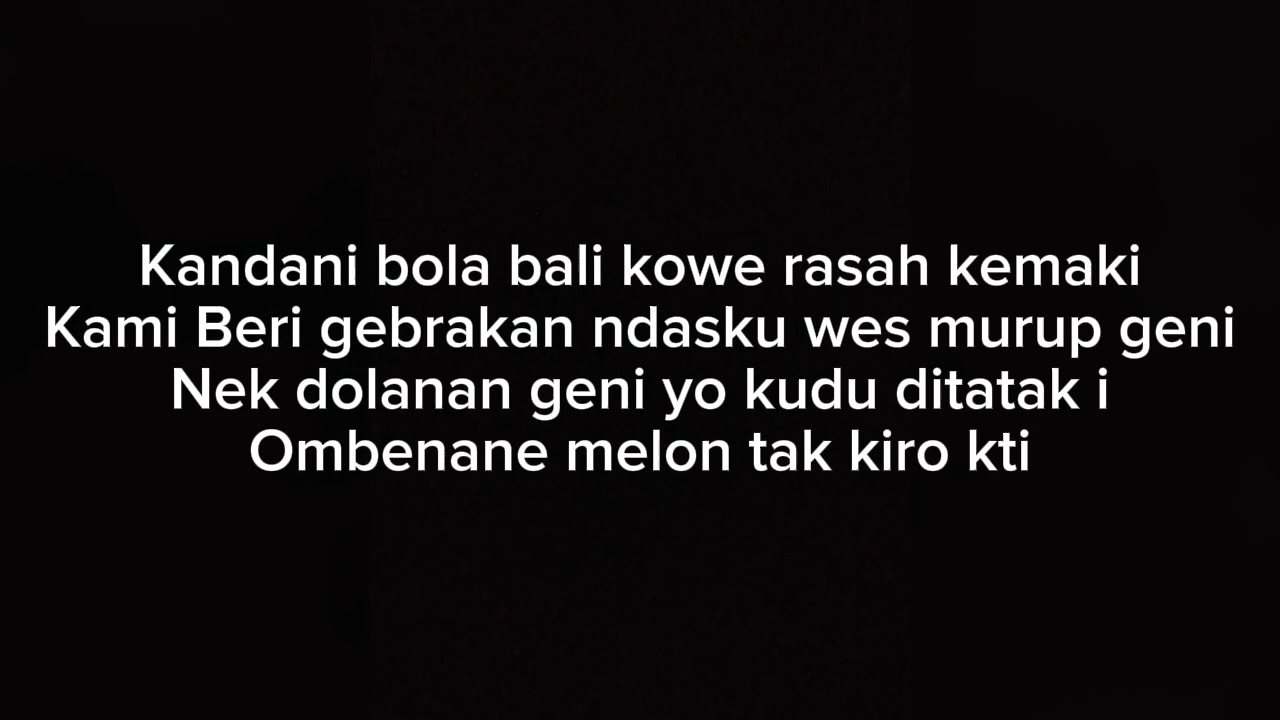 Kandani bola bali kowe rasah kemaki
Kami Beri gebrakan ndasku wes murup geni
Nek dolanan geni yo kudu ditatak i
Ombenane melon tak kiro kti